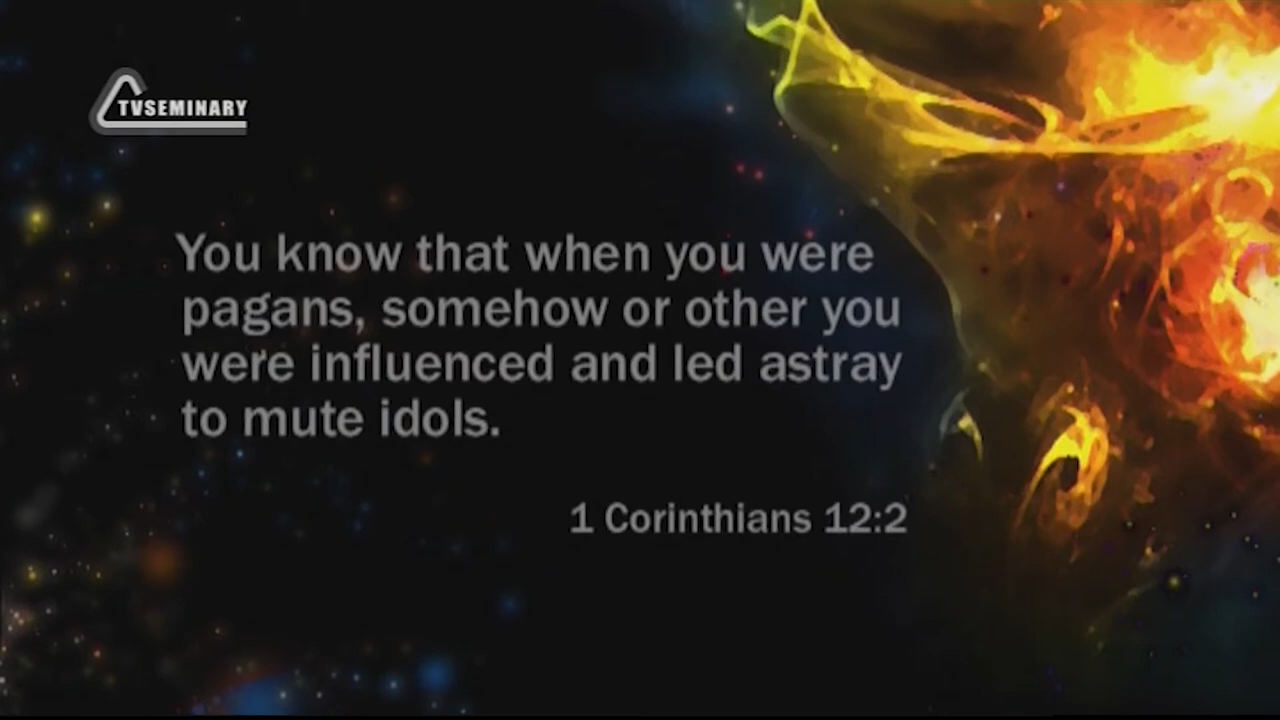 TVSEMINARY
You know that when you were
pagans, somehow or other you
were influenced and led astray
to mute idols.
1 Corinthians 12:2